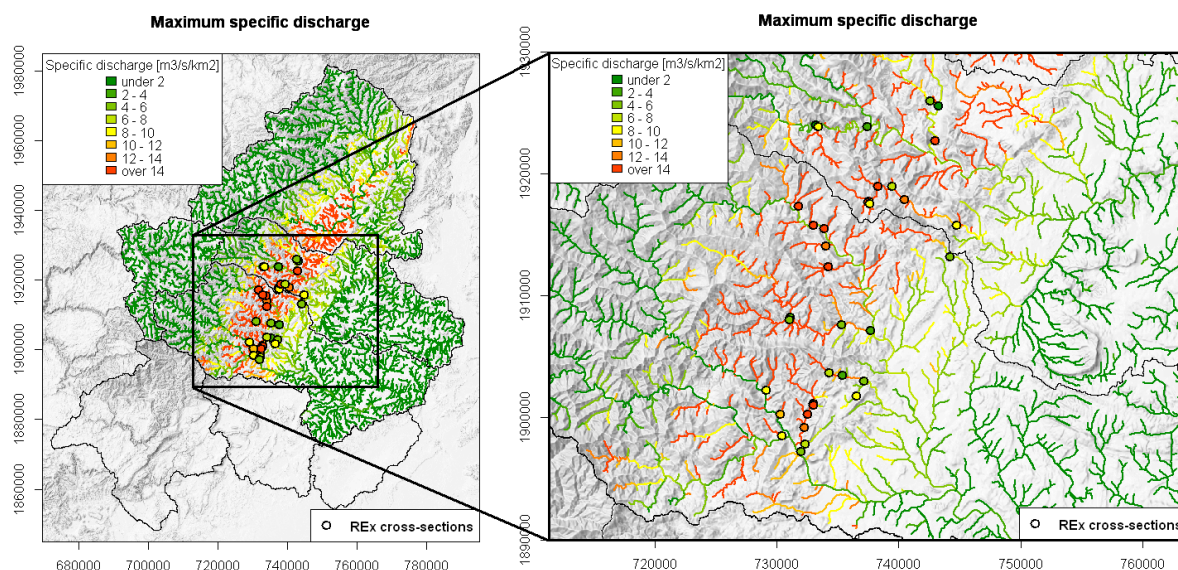 Maximum specific discharge
Specific discharge [m3/s/km2]
under 2
2 - 4
4 - 6
6 - 8
8 - 10
10 - 12
12 - 14
over 14
REx cross-sections
1980000
1960000
1940000
1920000
1900000
1880000
1860000
680000 700000 720000 740000 760000 780000
Maximum specific discharge
Specific discharge [m3/s/km2]
under 2
2 - 4
4 - 6
6 - 8
8 - 10
10 - 12
12 - 14
over 14
REx cross-sections
1930000
1920000
1910000
1900000
1890000
720000 730000 740000 750000 760000